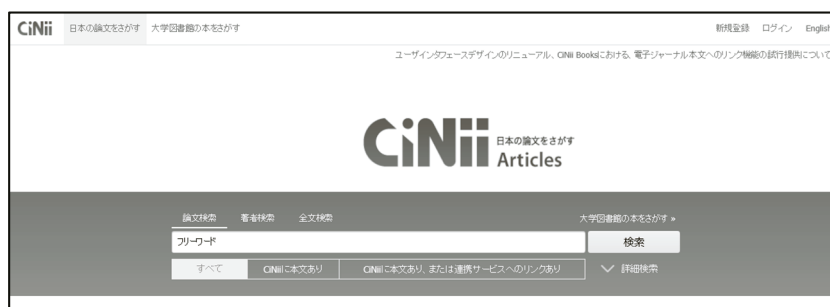 CiNii 日本の論文をさがす 大学図書館の本をさがす 新規登録 ログイン English
ユーザインタフェースデザインのリニューアル、CiNii Booksにおける、電子ジャーナル本文へのリンク機能の試行提供について
CiNii 日本の論文をさがす
Articles
論文検索 著者検索 全文検索 大学図書館の本をさがす »
フリーワード 検索
すべて CiNiiに本文あり CiNiiに本文あり、または連携サービスへのリンクあり 詳細検索